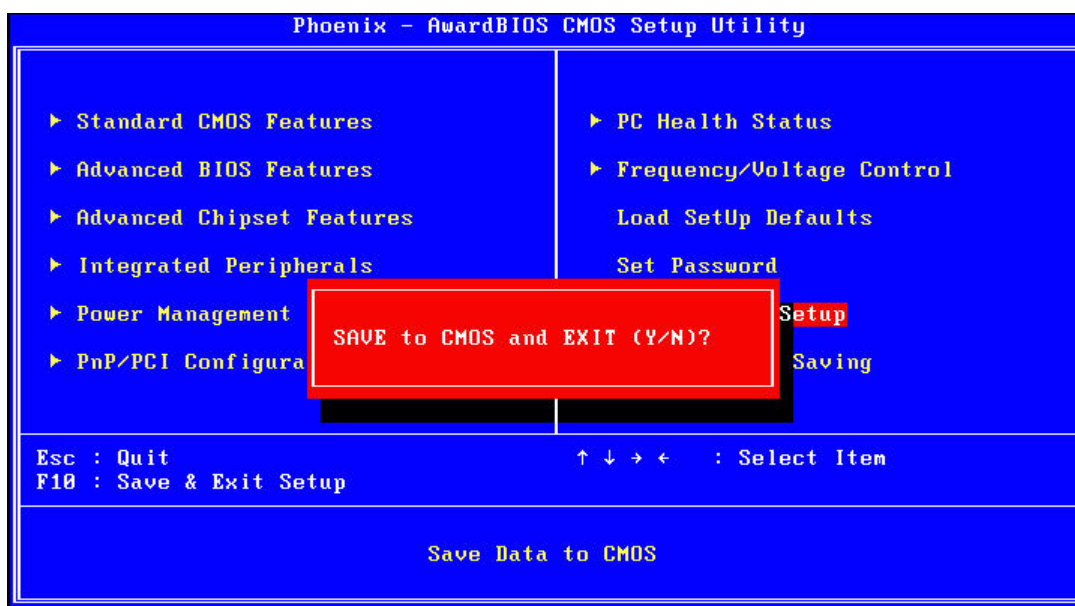 Phoenix - AwardBIOS CMOS Setup Utility
Standard CMOS Features
Advanced BIOS Features
Advanced Chipset Features
Integrated Peripherals
Power Management
PnP/PCI Configura
PC Health Status
Frequency/Voltage Control
Load SetUp Defaults
Set Password
Setup
Saving
SAVE to CMOS and EXIT (Y/N)?
Esc : Quit
F10 : Save & Exit Setup
↑ ↓ → ← : Select Item
Save Data to CMOS